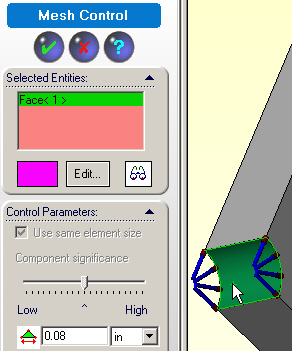 Mesh Control
?
Selected Entities:
Face< 1 >
Edit...
Control Parameters:
Use same element size
Component significance
Low ^ High
0.08 in